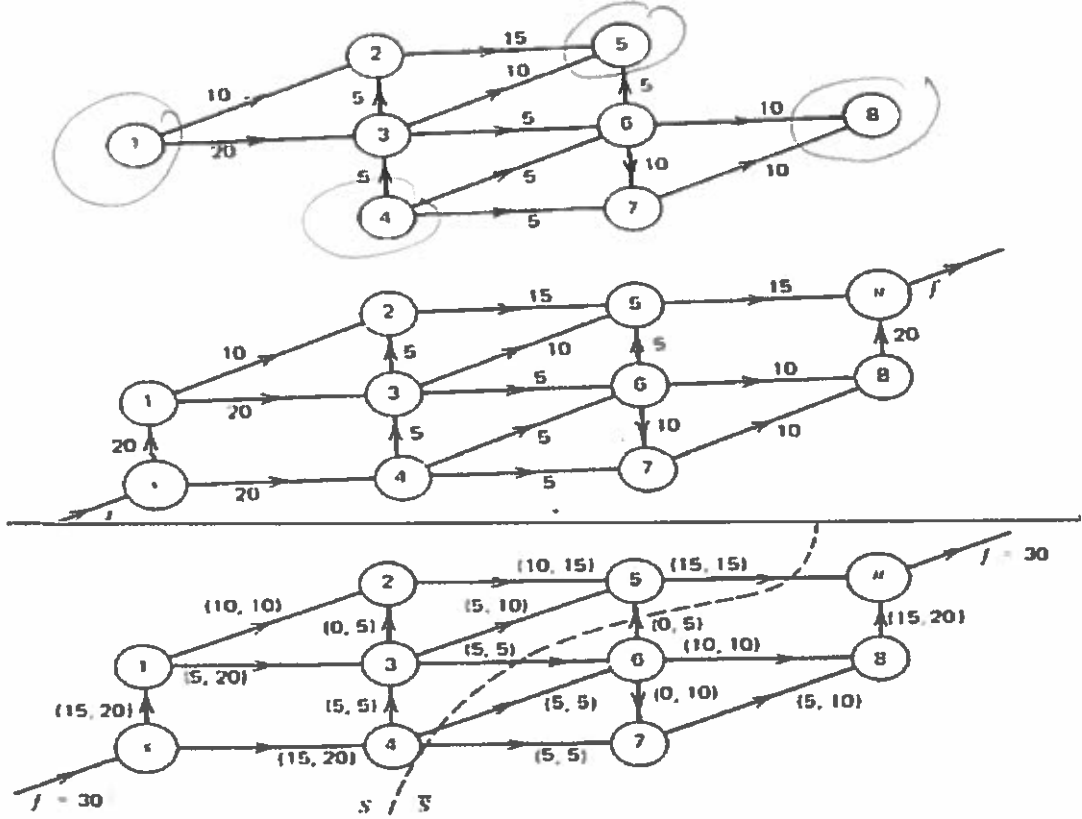 2 15 5
10 5 10 5
1 20 3 5 6 10 8
5 5 10 10
4 5 7
2 15 5 15 N f
10 5 10 5 20
1 20 3 5 6 10 8
20 5 5 10 10
s 20 4 5 7
f
2 (10, 15) 5 (15, 15) N f = 30
(10, 10) (0, 5) (5, 10) (0, 5) (15, 20)
1 (5, 20) 3 (5, 5) 6 (10, 10) 8
(15, 20) (5, 5) (5, 5) (0, 10) (5, 10)
s (15, 20) 4 (5, 5) 7
f = 30 S S̅